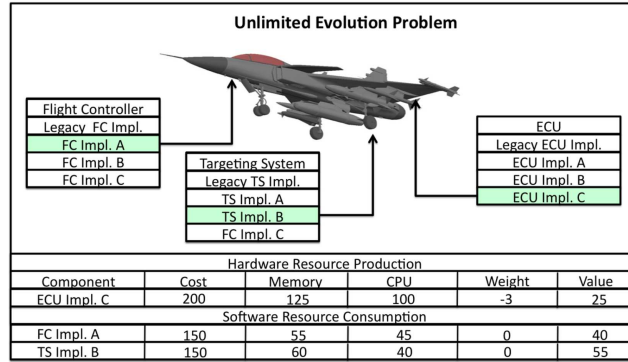 Unlimited Evolution Problem
Flight Controller
Legacy FC Impl.
FC Impl. A
FC Impl. B
FC Impl. C
Targeting System
Legacy TS Impl.
TS Impl. A
TS Impl. B
FC Impl. C
ECU
Legacy ECU Impl.
ECU Impl. A
ECU Impl. B
ECU Impl. C
Hardware Resource Production
Component Cost Memory CPU Weight Value
ECU Impl. C 200 125 100 -3 25
Software Resource Consumption
FC Impl. A 150 55 45 0 40
TS Impl. B 150 60 40 0 55